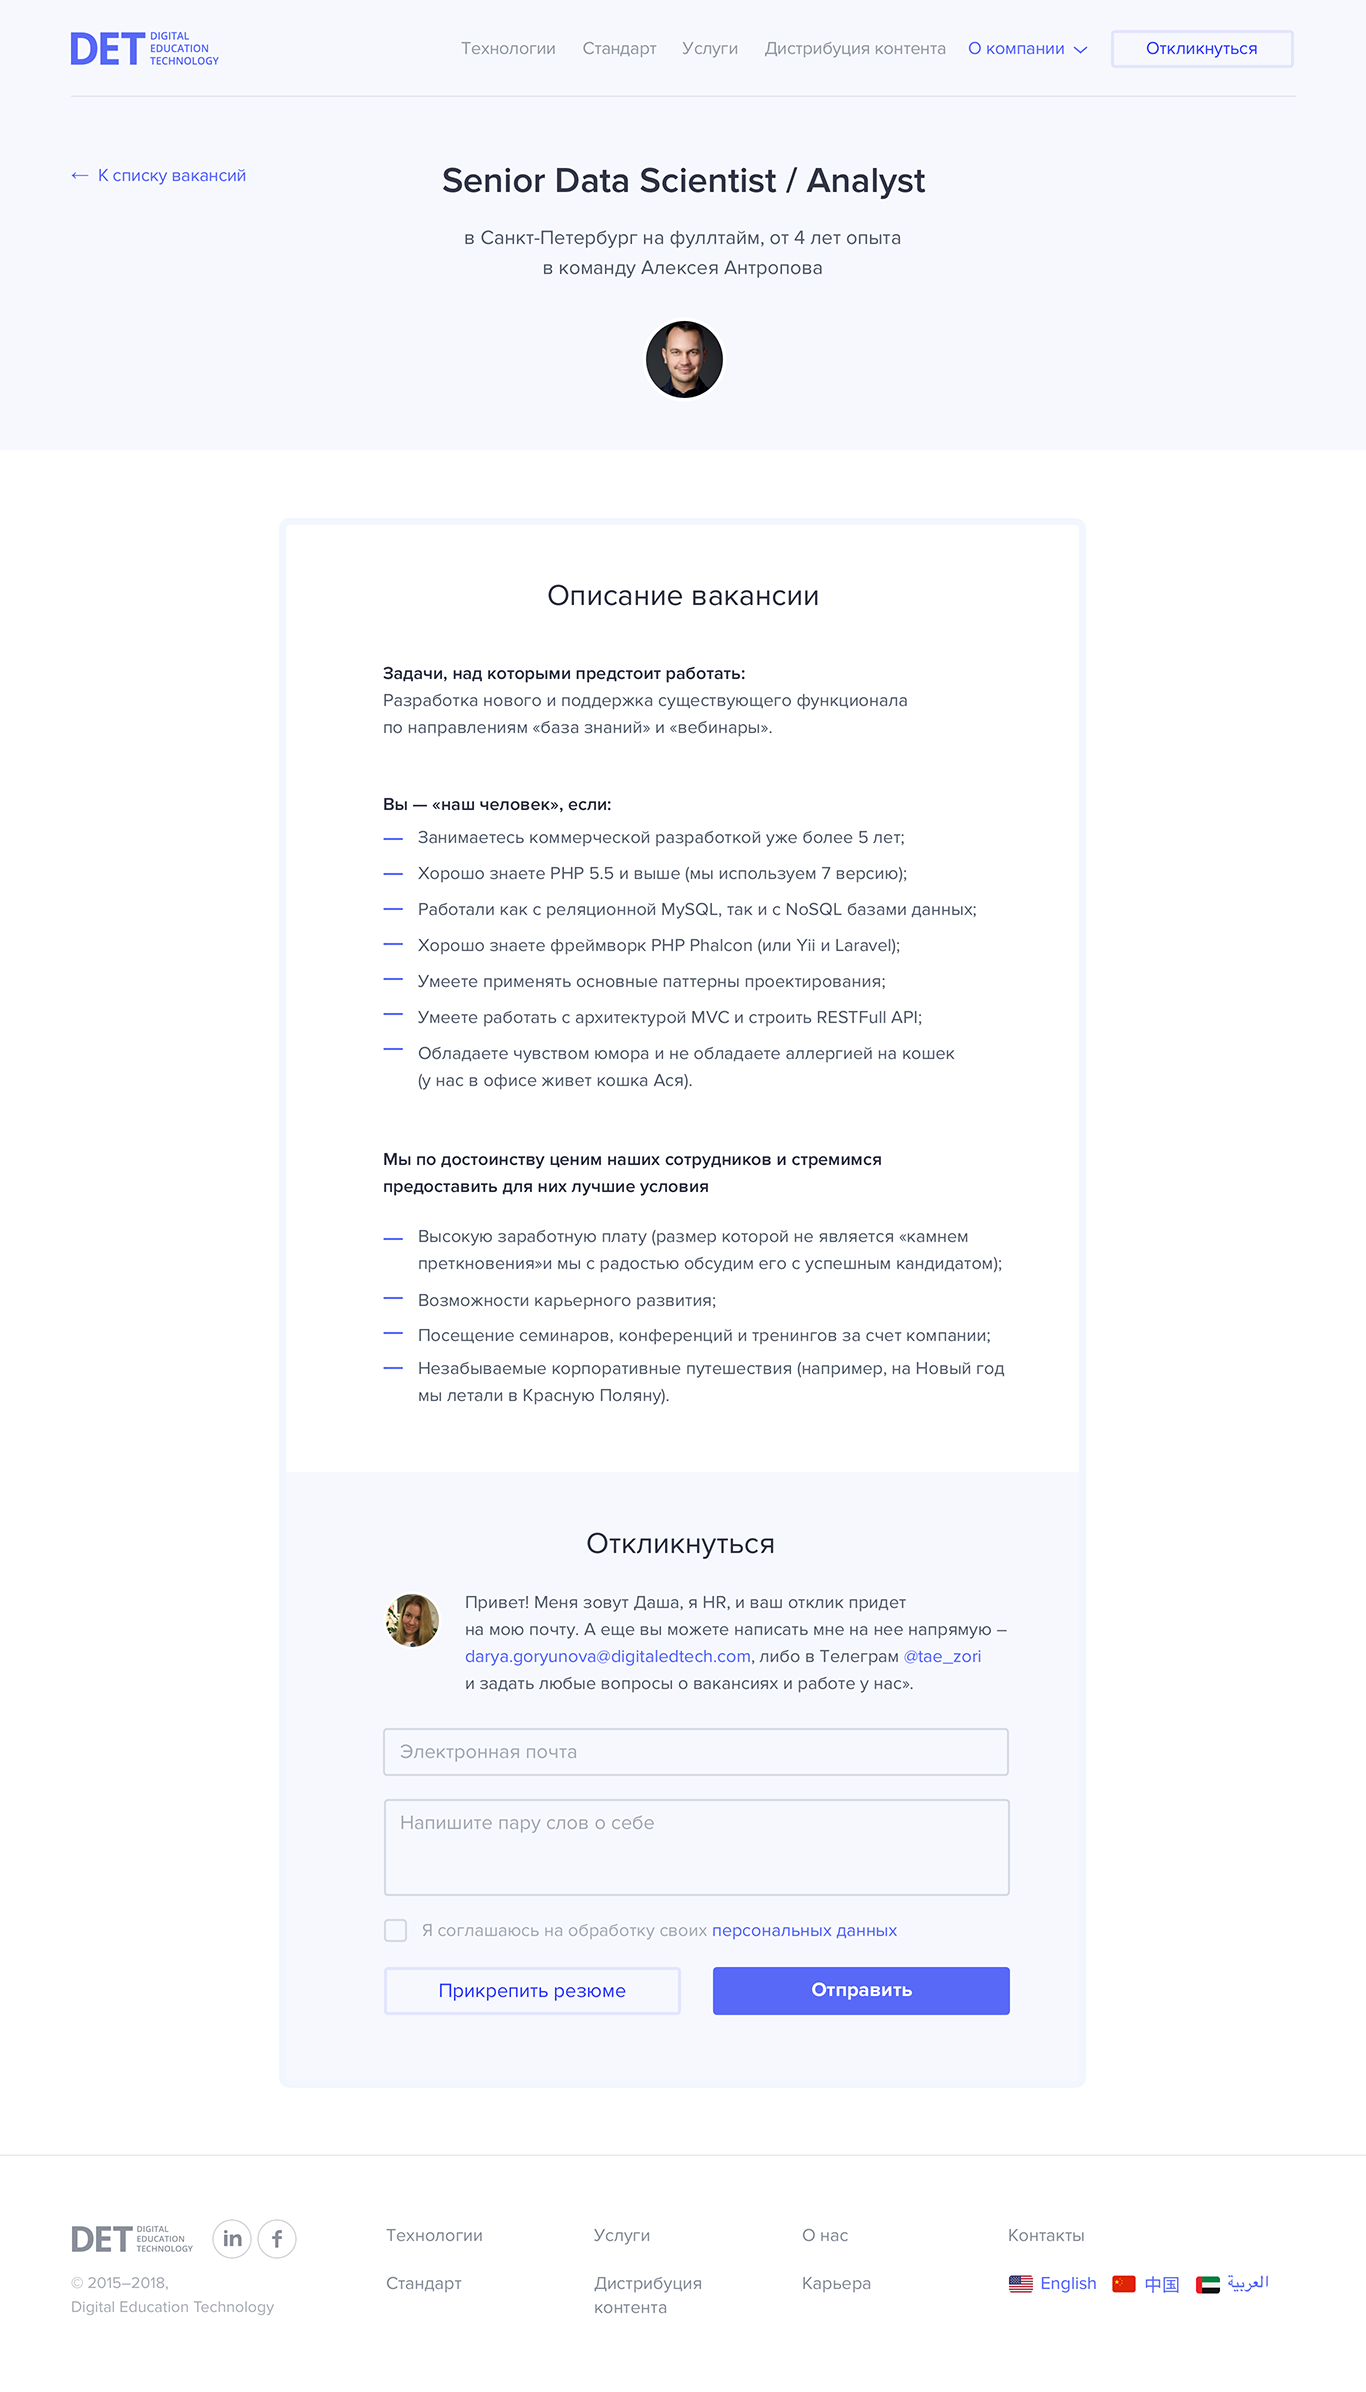 DET DIGITAL
EDUCATION
TECHNOLOGY
Технологии Стандарт Услуги Дистрибуция контента О компании Откликнуться
← К списку вакансий
Senior Data Scientist / Analyst
в Санкт-Петербург на фуллтайм, от 4 лет опыта
в команду Алексея Антропова
Описание вакансии
Задачи, над которыми предстоит работать:
Разработка нового и поддержка существующего функционала
по направлениям «база знаний» и «вебинары».
Вы — «наш человек», если:
— Занимаетесь коммерческой разработкой уже более 5 лет;
— Хорошо знаете PHP 5.5 и выше (мы используем 7 версию);
— Работали как с реляционной MySQL, так и с NoSQL базами данных;
— Хорошо знаете фреймворк PHP Phalcon (или Yii и Laravel);
— Умеете применять основные паттерны проектирования;
— Умеете работать с архитектурой MVC и строить RESTFull API;
— Обладаете чувством юмора и не обладаете аллергией на кошек
(у нас в офисе живет кошка Ася).
Мы по достоинству ценим наших сотрудников и стремимся
предоставить для них лучшие условия
— Высокую заработную плату (размер которой не является «камнем
преткновения»и мы с радостью обсудим его с успешным кандидатом);
— Возможности карьерного развития;
— Посещение семинаров, конференций и тренингов за счет компании;
— Незабываемые корпоративные путешествия (например, на Новый год
мы летали в Красную Поляну).
Откликнуться
Привет! Меня зовут Даша, я HR, и ваш отклик придет
на мою почту. А еще вы можете написать мне на нее напрямую –
darya.goryunova@digitaledtech.com, либо в Телеграм @tae_zori
и задать любые вопросы о вакансиях и работе у нас».
Электронная почта
Напишите пару слов о себе
Я соглашаюсь на обработку своих персональных данных
Прикрепить резюме Отправить
DET DIGITAL
EDUCATION
TECHNOLOGY
in f
© 2015–2018,
Digital Education Technology
Технологии
Стандарт
Услуги
Дистрибуция
контента
О нас
Карьера
Контакты
English 中国 العربية